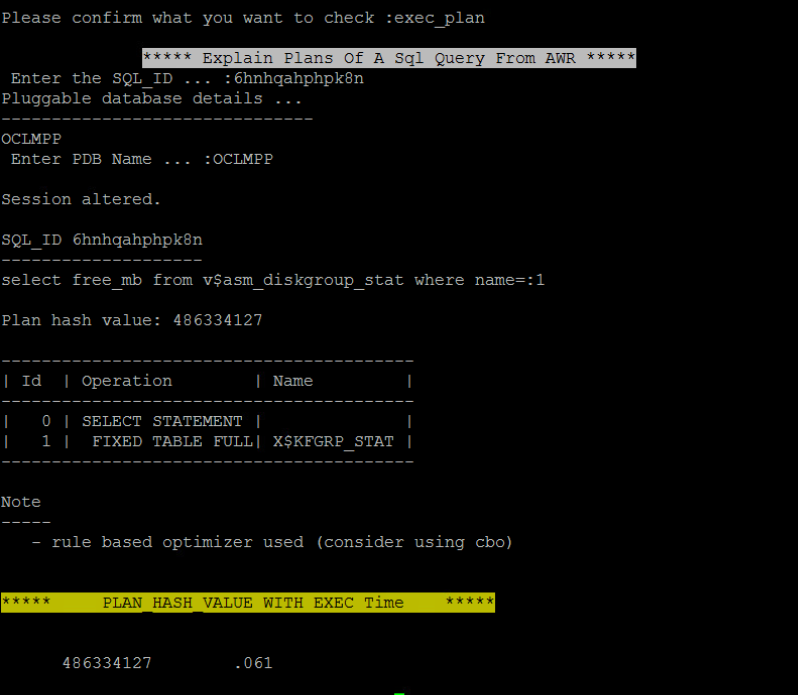 Please confirm what you want to check :exec_plan
***** Explain Plans Of A Sql Query From AWR *****
Enter the SQL_ID ... :6hnhqahphpk8n
Pluggable database details ...
-------------------------------
OCLMPP
Enter PDB Name ... :OCLMPP
Session altered.
SQL_ID 6hnhqahphpk8n
--------------------
select free_mb from v$asm_diskgroup_stat where name=:1
Plan hash value: 486334127
-----------------------------------------
| Id  | Operation        | Name         |
-----------------------------------------
|   0 | SELECT STATEMENT |              |
|   1 |  FIXED TABLE FULL| X$KFGRP_STAT |
-----------------------------------------
Note
-----
- rule based optimizer used (consider using cbo)
*****     PLAN_HASH_VALUE WITH EXEC Time    *****
486334127        .061